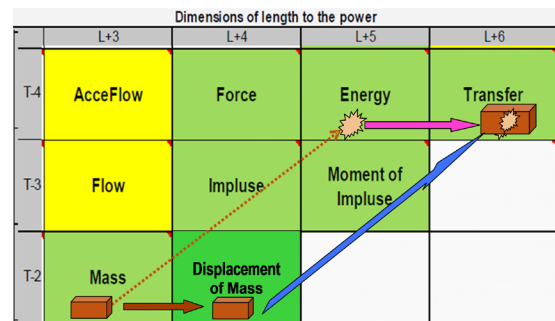 Dimensions of length to the power
L+3 L+4 L+5 L+6
T-4 AcceFlow Force Energy Transfer
T-3 Flow Impluse Moment of
Impluse
T-2 Mass Displacement
of Mass